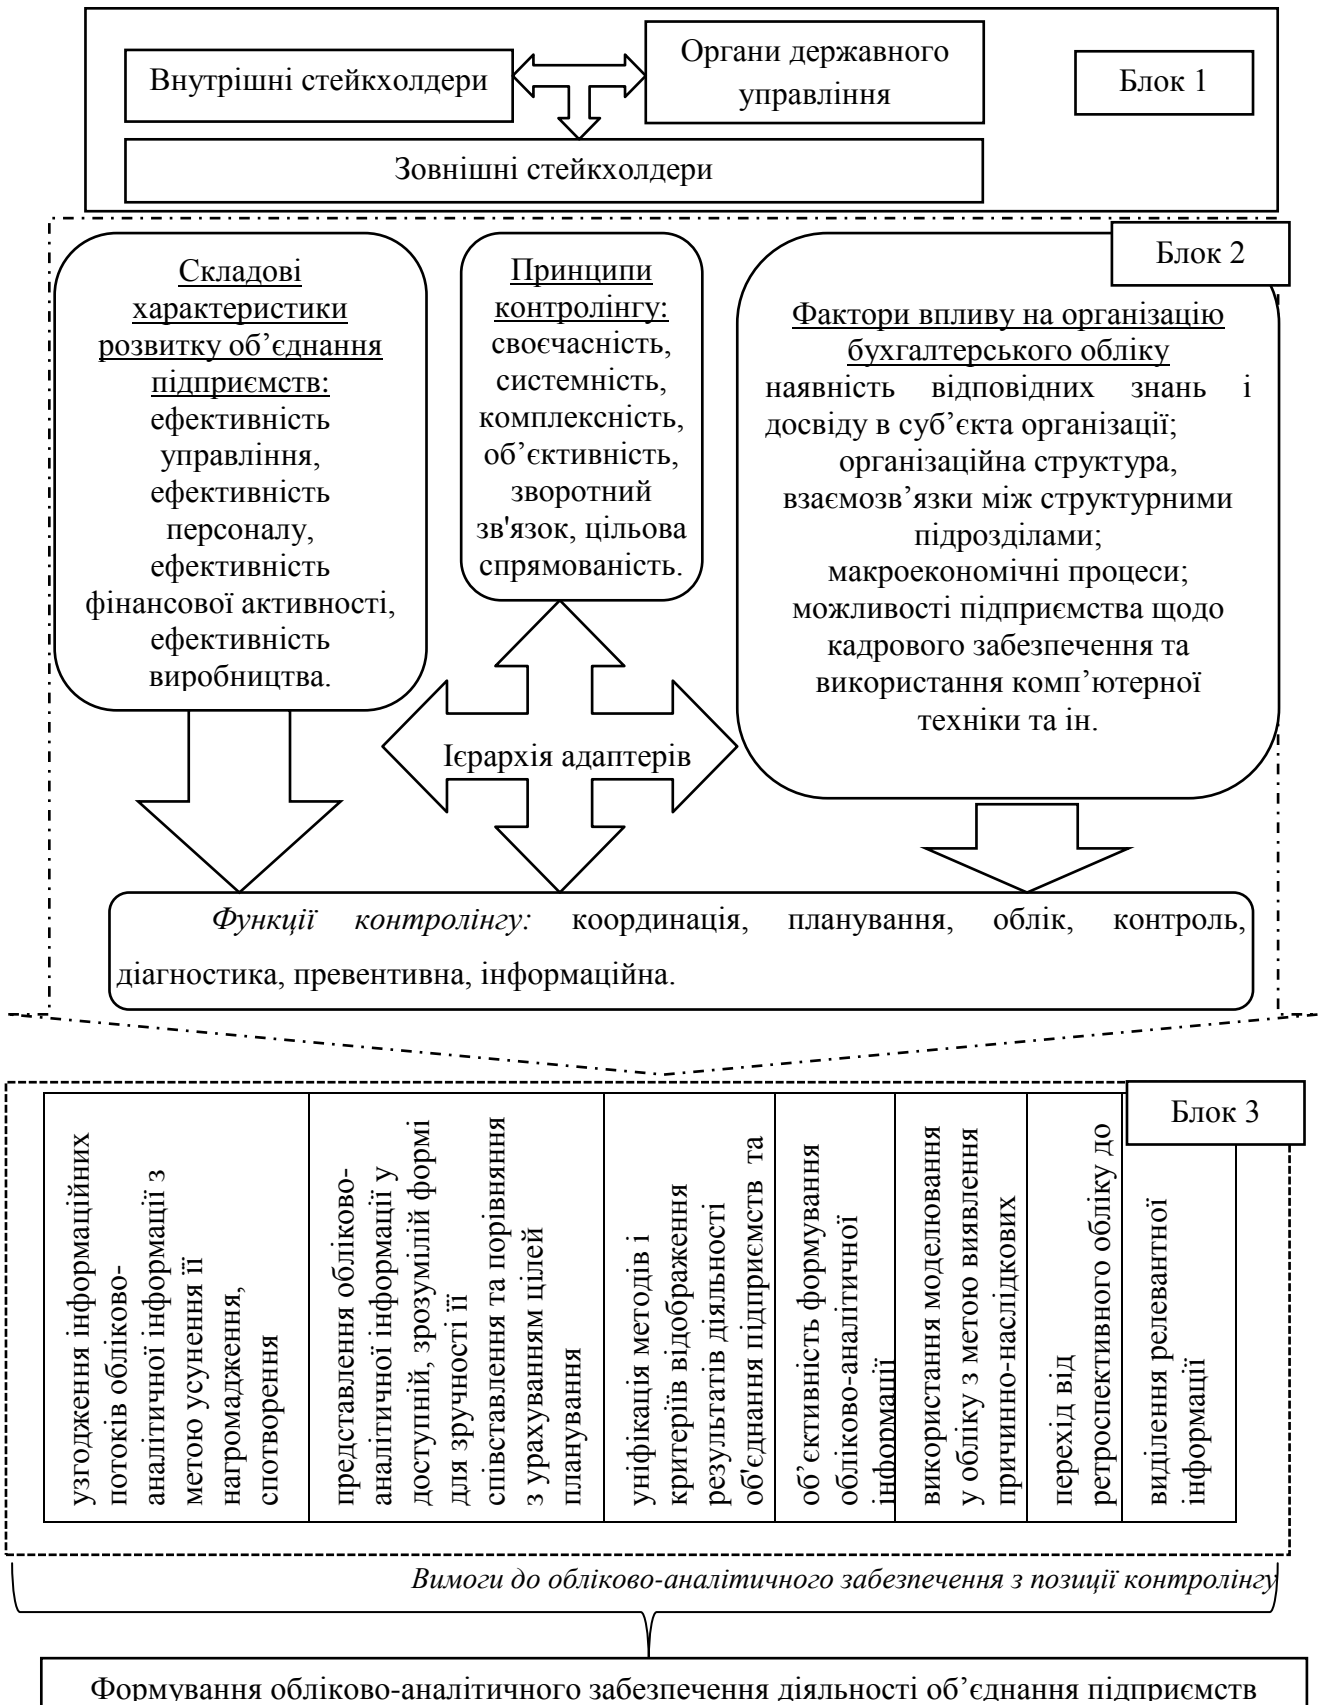 Внутрішні стейкхолдери
Органи державного
управління
Блок 1
Зовнішні стейкхолдери
Блок 2
Складові
характеристики
розвитку об’єднання
підприємств:
ефективність
управління,
ефективність
персоналу,
ефективність
фінансової активності,
ефективність
виробництва.
Принципи
контролінгу:
своєчасність,
системність,
комплексність,
об’єктивність,
зворотний
зв'язок, цільова
спрямованість.
Фактори впливу на організацію
бухгалтерського обліку
наявність відповідних знань і
досвіду в суб’єкта організації;
організаційна структура,
взаємозв’язки між структурними
підрозділами;
макроекономічні процеси;
можливості підприємства щодо
кадрового забезпечення та
використання комп’ютерної
техніки та ін.
Ієрархія адаптерів
Функції контролінгу: координація, планування, облік, контроль,
діагностика, превентивна, інформаційна.
Блок 3
узгодження інформаційних
потоків обліково-
аналітичної інформації з
метою усунення її
нагромадження,
спотворення
представлення обліково-
аналітичної інформації у
доступній, зрозумілій формі
для зручності її
співставлення та порівняння
з урахуванням цілей
планування
уніфікація методів і
критеріїв відображення
результатів діяльності
об'єднання підприємств та
об’єктивність формування
обліково-аналітичної
інформації
використання моделювання
у обліку з метою виявлення
причинно-наслідкових
перехід від
ретроспективного обліку до
виділення релевантної
інформації
Вимоги до обліково-аналітичного забезпечення з позиції контролінгу
Формування обліково-аналітичного забезпечення діяльності об’єднання підприємств